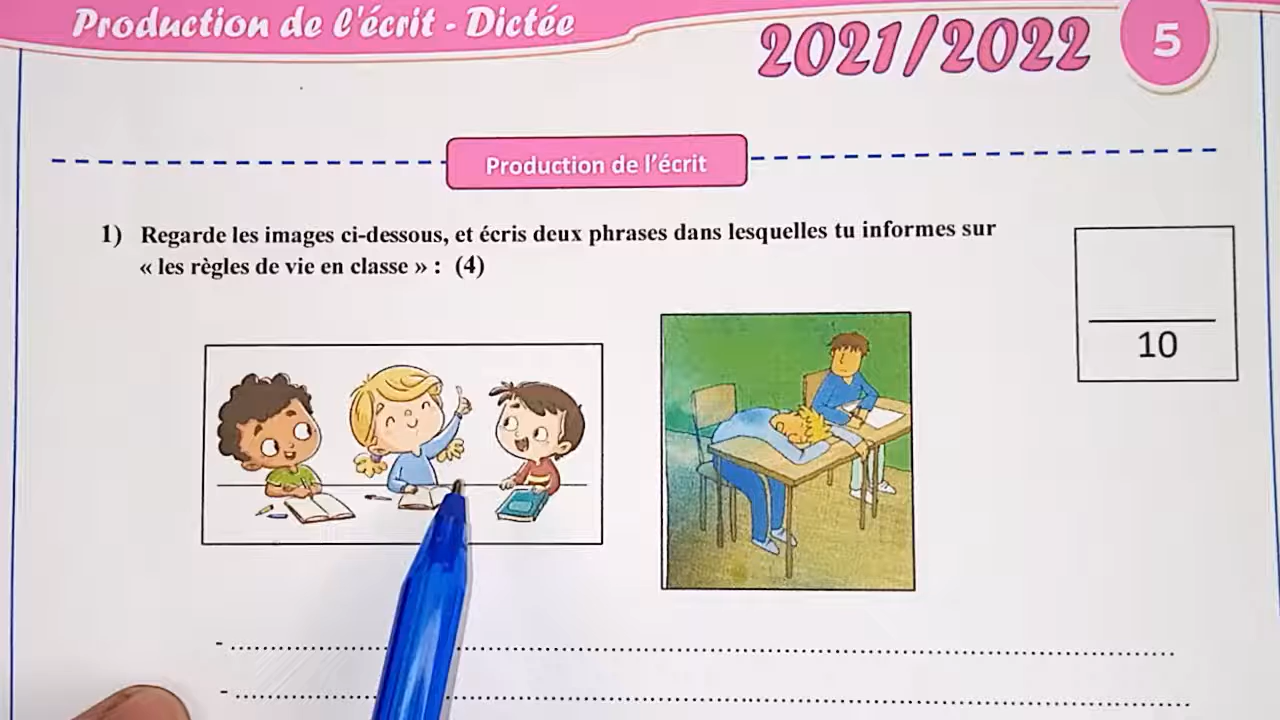 Production de l'écrit - Dictée
2021/2022
5
Production de l'écrit
1) Regarde les images ci-dessous, et écris deux phrases dans lesquelles tu informes sur
« les règles de vie en classe » : (4)
10